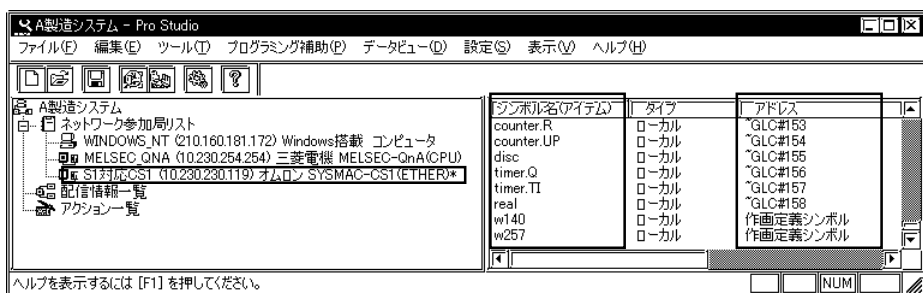 A製造システム - Pro Studio
ファイル(F) 編集(E) ツール(T) プログラミング補助(P) データビュー(D) 設定(S) 表示(V) ヘルプ(H)
A製造システム
ネットワーク参加局リスト
WINDOWS_NT (210.160.181.172) Windows搭載 コンピュータ
MELSEC_QNA (10.230.254.254) 三菱電機 MELSEC-QnA(CPU)
S1対応CS1 (10.230.230.119) オムロン SYSMAC-CS1(ETHER)*
配信情報一覧
アクション一覧
シンボル名(アイテム) タイプ アドレス
counter.R ローカル ~GLC#153
counter.UP ローカル ~GLC#154
disc ローカル ~GLC#155
timer.Q ローカル ~GLC#156
timer.TI ローカル ~GLC#157
real ローカル ~GLC#158
w140 ローカル 作画定義シンボル
w257 ローカル 作画定義シンボル
ヘルプを表示するには [F1] を押してください。
NUM